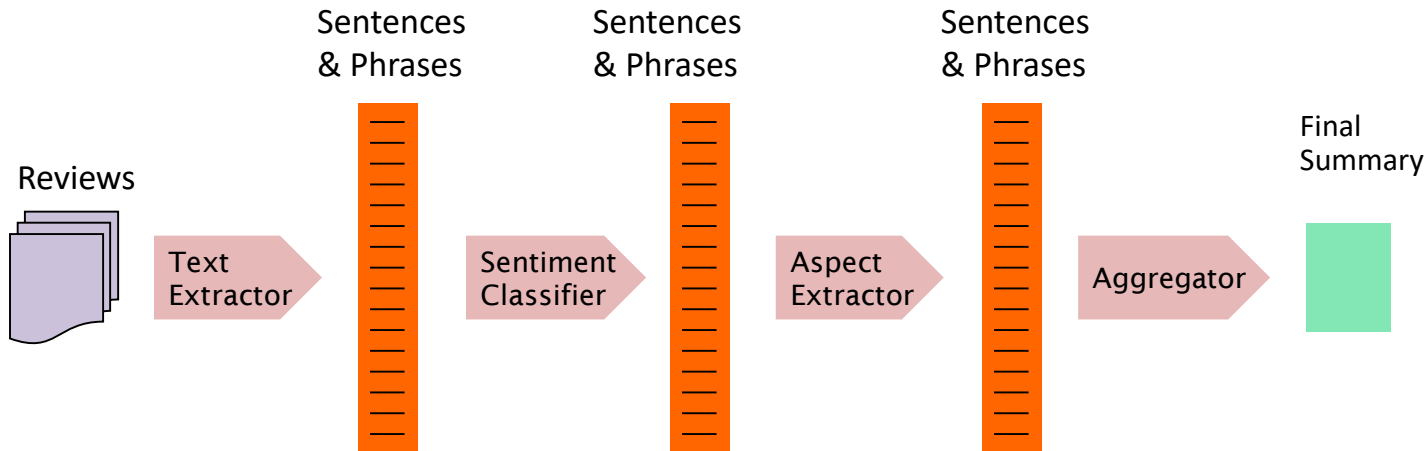 Sentences
& Phrases
Sentences
& Phrases
Sentences
& Phrases
Final
Summary
Reviews
Text
Extractor
Sentiment
Classifier
Aspect
Extractor
Aggregator